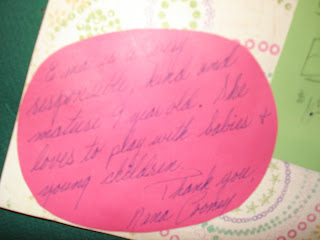 is a very
responsible, kind and
mature 9 year old. She
loves to play with babies +
young children.
Thank you,
Nena